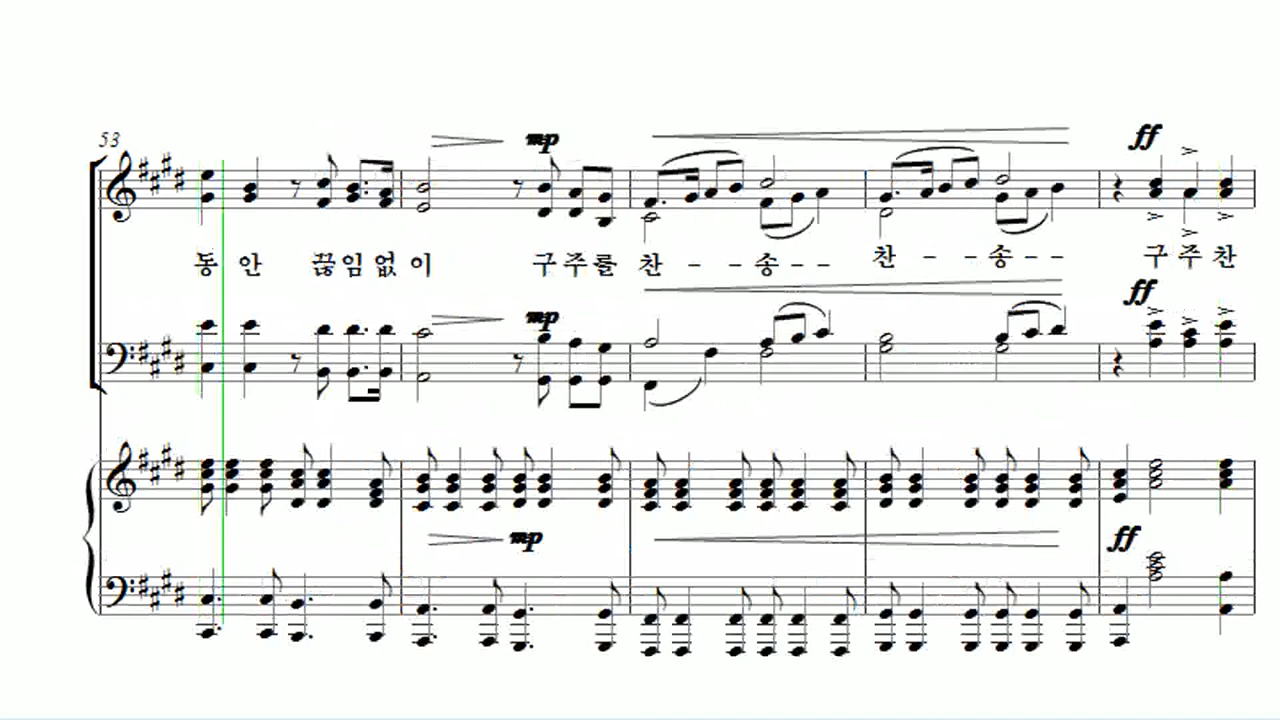 53
mp
ff
동 안 끊임 없 이 구 주 를 찬 - - 송 - - 찬 - - 송 - - 구 주 찬
mp
ff
mp
ff